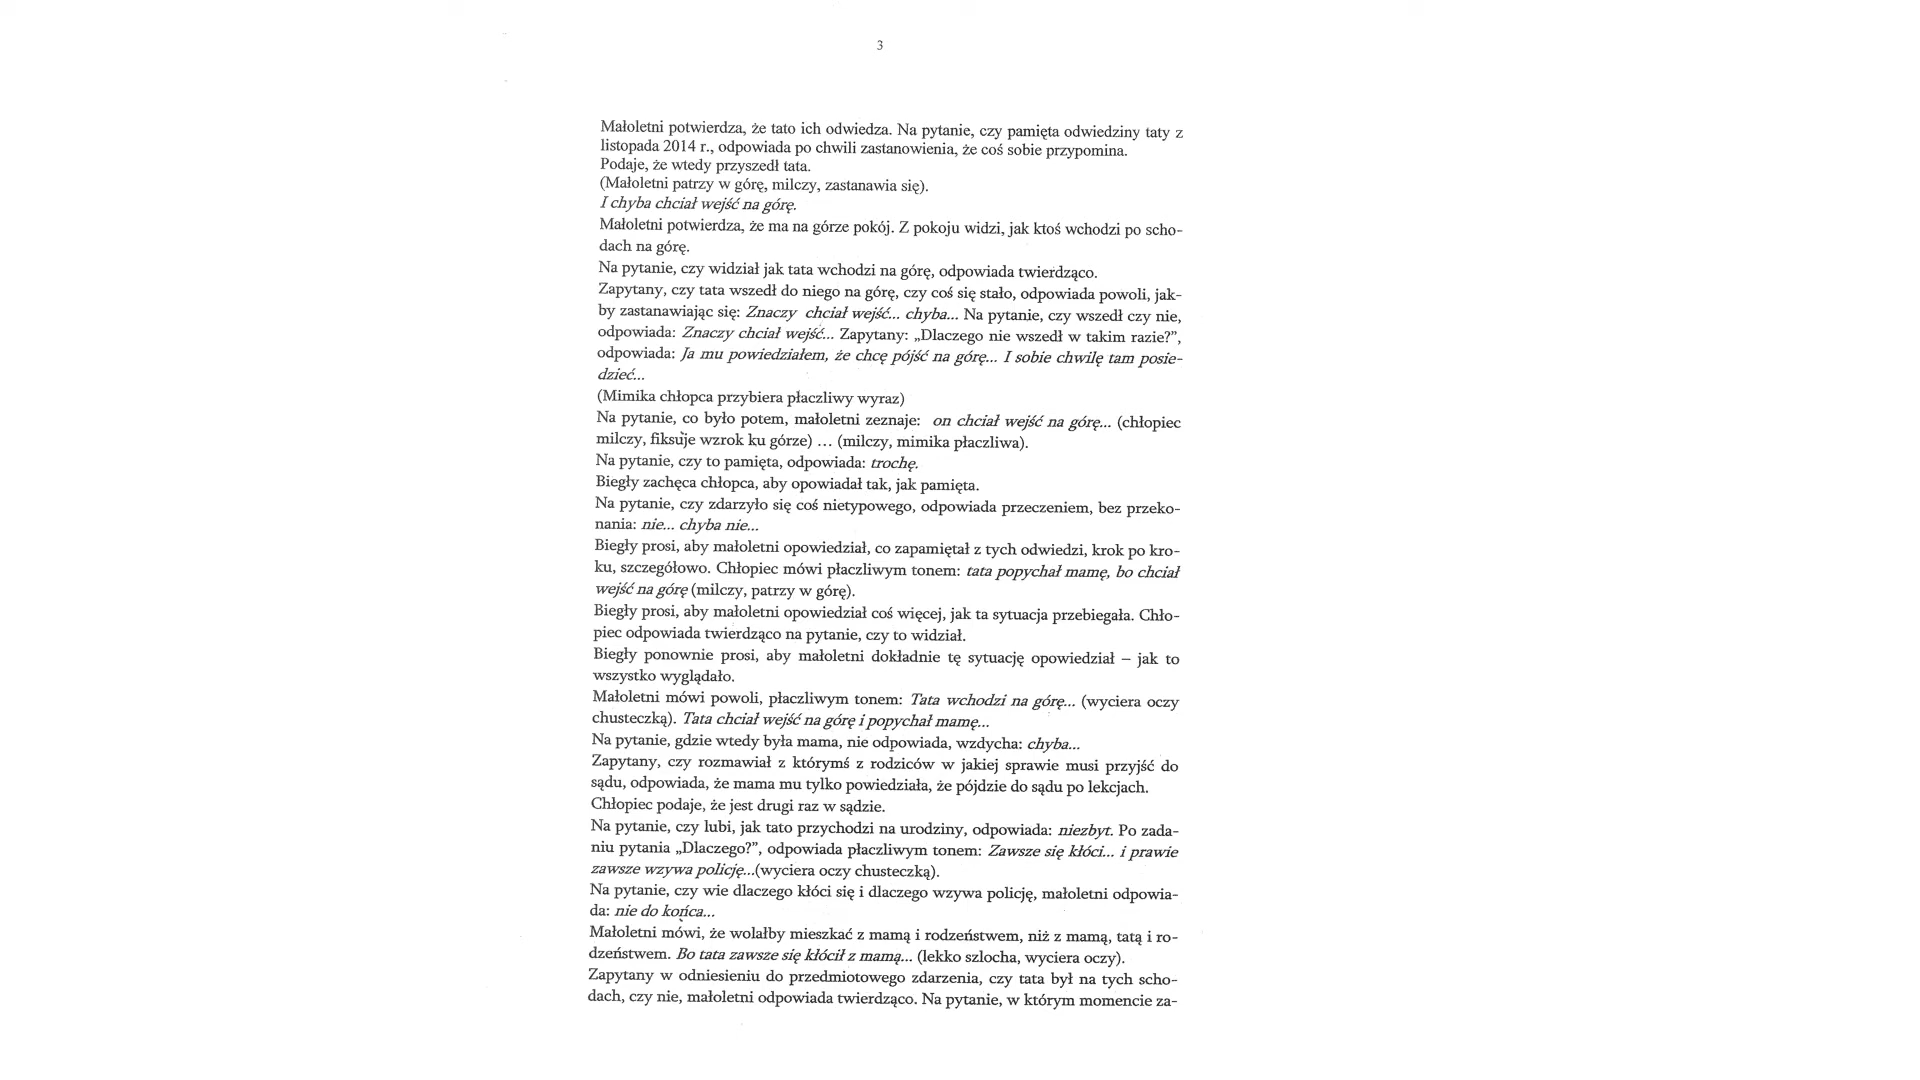 3
Małoletni potwierdza, że tato ich odwiedza. Na pytanie, czy pamięta odwiedziny taty z
listopada 2014 r., odpowiada po chwili zastanowienia, że coś sobie przypomina.
Podaje, że wtedy przyszedł tata.
(Małoletni patrzy w górę, milczy, zastanawia się).
I chyba chciał wejść na górę.
Małoletni potwierdza, że ma na górze pokój. Z pokoju widzi, jak ktoś wchodzi po scho-
dach na górę.
Na pytanie, czy widział jak tata wchodzi na górę, odpowiada twierdząco.
Zapytany, czy tata wszedł do niego na górę, czy coś się stało, odpowiada powoli, jak-
by zastanawiając się: Znaczy chciał wejść... chyba... Na pytanie, czy wszedł czy nie,
odpowiada: Znaczy chciał wejść... Zapytany: „Dlaczego nie wszedł w takim razie?”,
odpowiada: Ja mu powiedziałem, że chcę pójść na górę... I sobie chwilę tam posie-
dzieć...
(Mimika chłopca przybiera płaczliwy wyraz)
Na pytanie, co było potem, małoletni zeznaje: on chciał wejść na górę... (chłopiec
milczy, fiksuje wzrok ku górze) … (milczy, mimika płaczliwa).
Na pytanie, czy to pamięta, odpowiada: trochę.
Biegły zachęca chłopca, aby opowiadał tak, jak pamięta.
Na pytanie, czy zdarzyło się coś nietypowego, odpowiada przeczeniem, bez przeko-
nania: nie... chyba nie...
Biegły prosi, aby małoletni opowiedział, co zapamiętał z tych odwiedzi, krok po kro-
ku, szczegółowo. Chłopiec mówi płaczliwym tonem: tata popychał mamę, bo chciał
wejść na górę (milczy, patrzy w górę).
Biegły prosi, aby małoletni opowiedział coś więcej, jak ta sytuacja przebiegała. Chło-
piec odpowiada twierdząco na pytanie, czy to widział.
Biegły ponownie prosi, aby małoletni dokładnie tę sytuację opowiedział – jak to
wszystko wyglądało.
Małoletni mówi powoli, płaczliwym tonem: Tata wchodzi na górę... (wyciera oczy
chusteczką). Tata chciał wejść na górę i popychał mamę...
Na pytanie, gdzie wtedy była mama, nie odpowiada, wzdycha: chyba...
Zapytany, czy rozmawiał z którymś z rodziców w jakiej sprawie musi przyjść do
sądu, odpowiada, że mama mu tylko powiedziała, że pójdzie do sądu po lekcjach.
Chłopiec podaje, że jest drugi raz w sądzie.
Na pytanie, czy lubi, jak tato przychodzi na urodziny, odpowiada: niezbyt. Po zada-
niu pytania „Dlaczego?”, odpowiada płaczliwym tonem: Zawsze się kłóci... i prawie
zawsze wzywa policję...(wyciera oczy chusteczką).
Na pytanie, czy wie dlaczego kłóci się i dlaczego wzywa policję, małoletni odpowia-
da: nie do końca...
Małoletni mówi, że wolałby mieszkać z mamą i rodzeństwem, niż z mamą, tatą i ro-
dzeństwem. Bo tata zawsze się kłócił z mamą... (lekko szlocha, wyciera oczy).
Zapytany w odniesieniu do przedmiotowego zdarzenia, czy tata był na tych scho-
dach, czy nie, małoletni odpowiada twierdząco. Na pytanie, w którym momencie za-